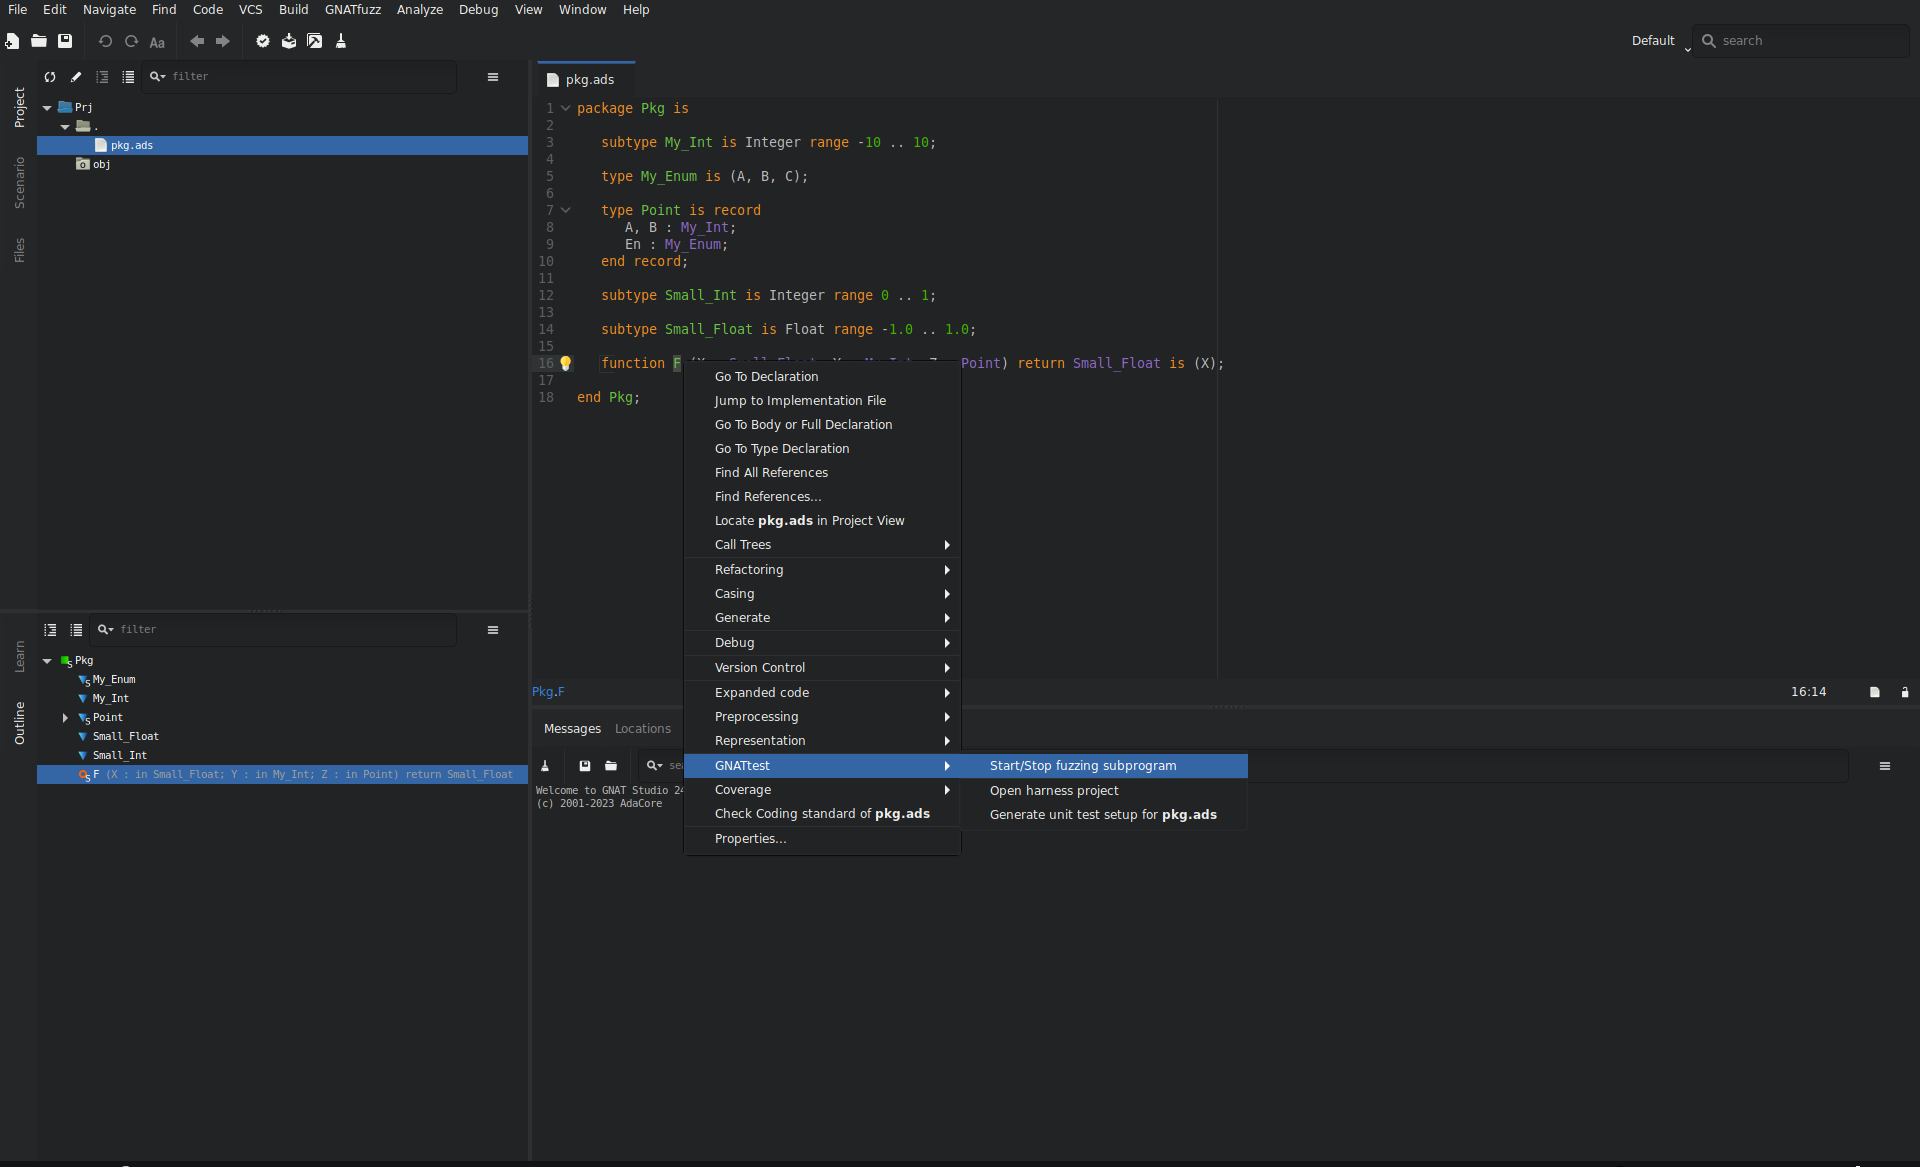 File Edit Navigate Find Code VCS Build GNATfuzz Analyze Debug View Window Help
Aa
Default
search
Project
Scenario
Files
filter
Prj
.
pkg.ads
obj
Learn
Outline
filter
Pkg
My_Enum
My_Int
Point
Small_Float
Small_Int
F (X : in Small_Float; Y : in My_Int; Z : in Point) return Small_Float
pkg.ads
1 package Pkg is
2
3 subtype My_Int is Integer range -10 .. 10;
4
5 type My_Enum is (A, B, C);
6
7 type Point is record
8 A, B : My_Int;
9 En : My_Enum;
10 end record;
11
12 subtype Small_Int is Integer range 0 .. 1;
13
14 subtype Small_Float is Float range -1.0 .. 1.0;
15
16 function F (X : Small_Float; Y : My_Int; Z : Point) return Small_Float is (X);
17
18 end Pkg;
Pkg.F
16:14
Messages Locations
Welcome to GNAT Studio 24
(c) 2001-2023 AdaCore
Go To Declaration
Jump to Implementation File
Go To Body or Full Declaration
Go To Type Declaration
Find All References
Find References...
Locate pkg.ads in Project View
Call Trees
Refactoring
Casing
Generate
Debug
Version Control
Expanded code
Preprocessing
Representation
GNATtest
Coverage
Check Coding standard of pkg.ads
Properties...
Start/Stop fuzzing subprogram
Open harness project
Generate unit test setup for pkg.ads